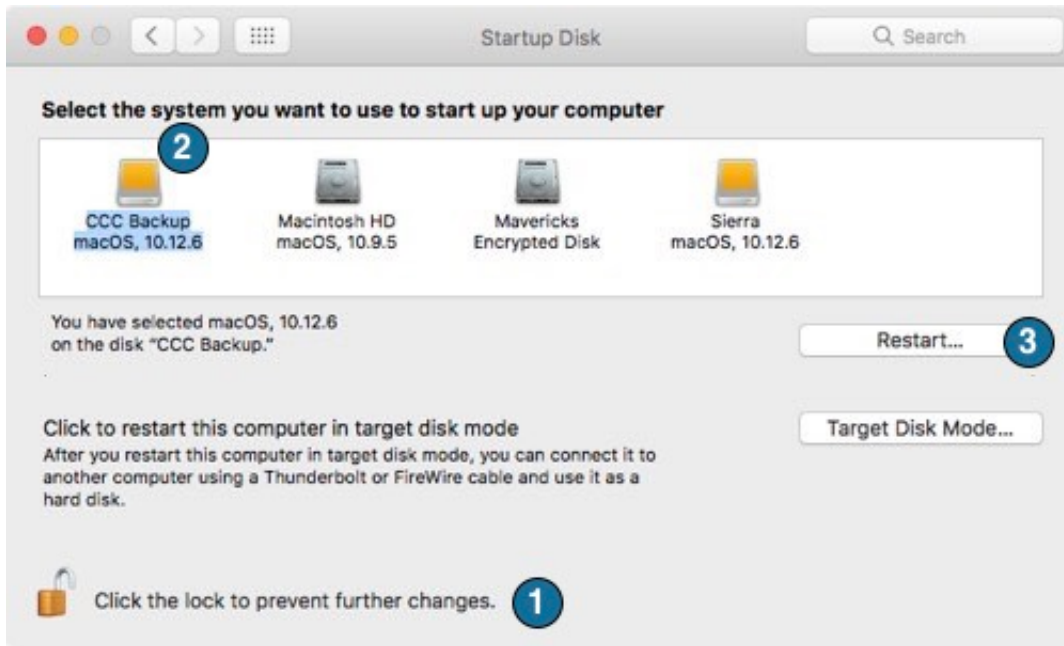 Startup Disk
Search
Select the system you want to use to start up your computer
2
CCC Backup
macOS, 10.12.6
Macintosh HD
macOS, 10.9.5
Mavericks
Encrypted Disk
Sierra
macOS, 10.12.6
You have selected macOS, 10.12.6
on the disk “CCC Backup.”
Restart...
3
Click to restart this computer in target disk mode
After you restart this computer in target disk mode, you can connect it to
another computer using a Thunderbolt or FireWire cable and use it as a
hard disk.
Target Disk Mode...
Click the lock to prevent further changes.
1